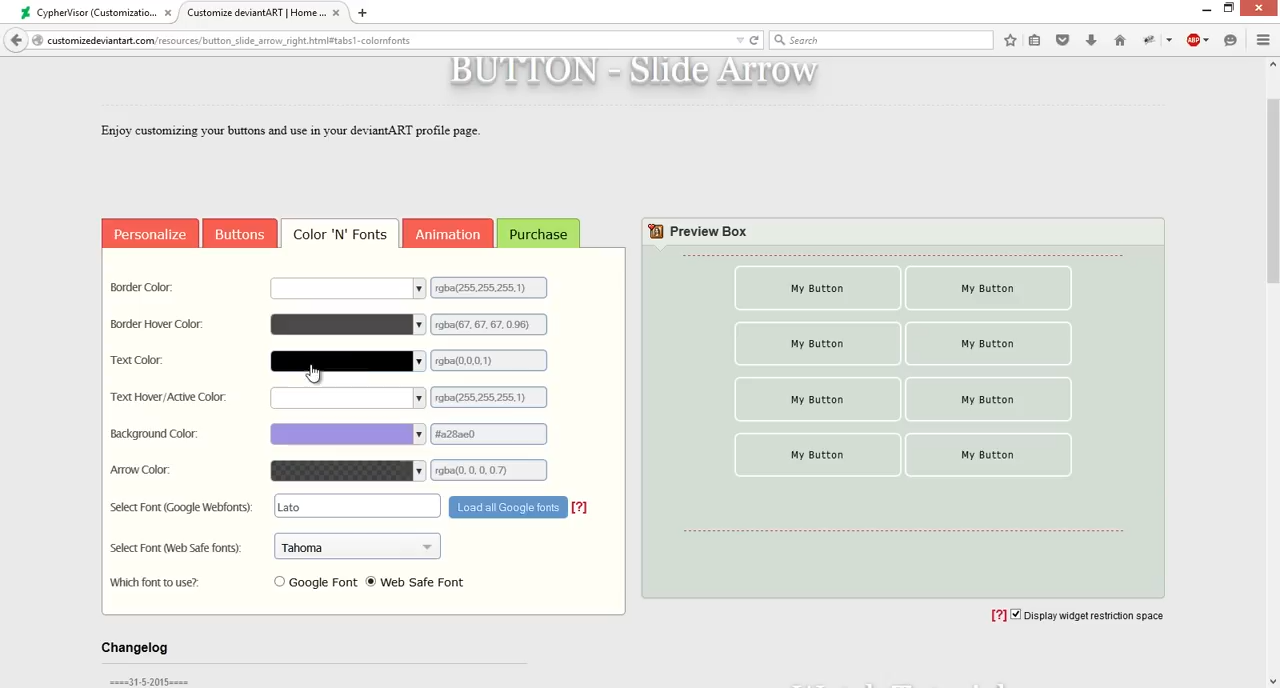 CypherVisor (Customizatio...
Customize deviantART | Home ...
customizedeviantart.com/resources/button_slide_arrow_right.html#tabs1-colornfonts
Search
ABP
BUTTON - Slide Arrow
Enjoy customizing your buttons and use in your deviantART profile page.
Personalize
Buttons
Color 'N' Fonts
Animation
Purchase
Preview Box
Border Color:
rgba(255,255,255,1)
Border Hover Color:
rgba(67, 67, 67, 0.96)
Text Color:
rgba(0,0,0,1)
Text Hover/Active Color:
rgba(255,255,255,1)
Background Color:
#a28ae0
Arrow Color:
rgba(0, 0, 0, 0.7)
Select Font (Google Webfonts):
Lato
Load all Google fonts
[?]
Select Font (Web Safe fonts):
Tahoma
Which font to use?:
Google Font
Web Safe Font
My Button
My Button
My Button
My Button
My Button
My Button
My Button
My Button
[?]
Display widget restriction space
Changelog
====31-5-2015====